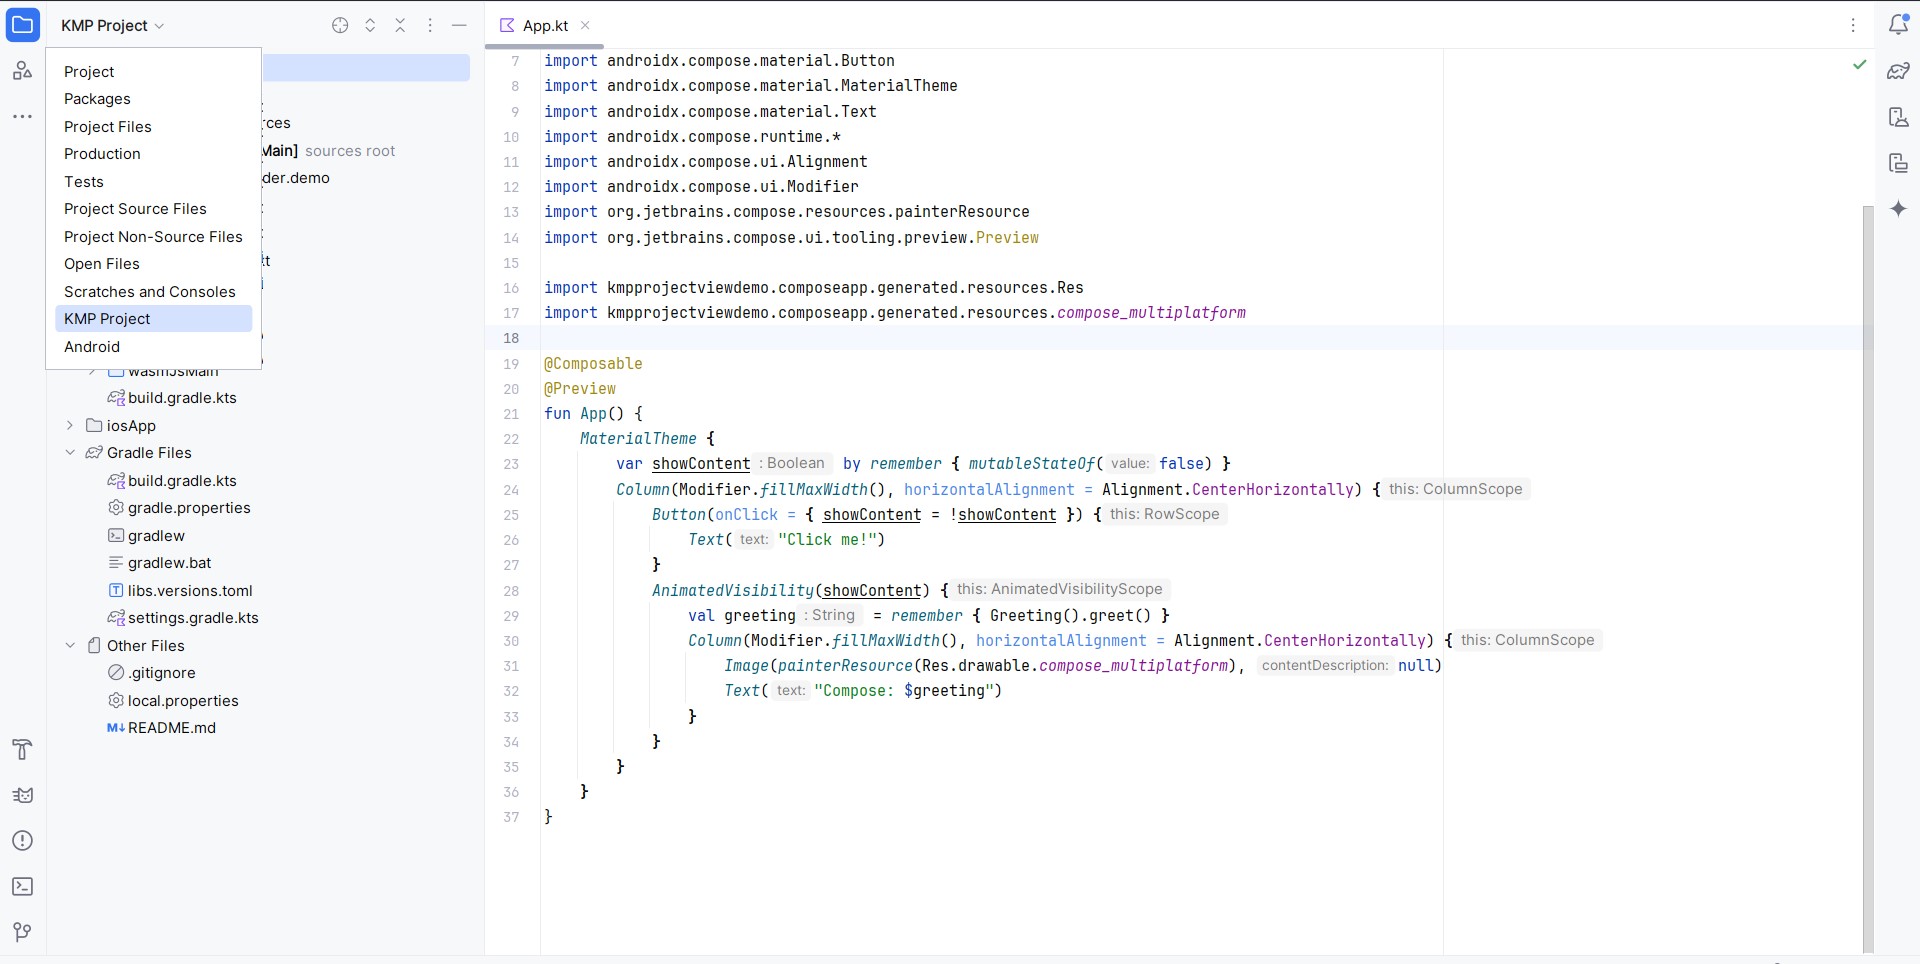 KMP Project
Project
Packages
Project Files
Production
Tests
Project Source Files
Project Non-Source Files
Open Files
Scratches and Consoles
KMP Project
Android
Main] sources root
der.demo
wasmJsMain
build.gradle.kts
iosApp
Gradle Files
build.gradle.kts
gradle.properties
gradlew
gradlew.bat
libs.versions.toml
settings.gradle.kts
Other Files
.gitignore
local.properties
M↓ README.md
App.kt
7 import androidx.compose.material.Button
8 import androidx.compose.material.MaterialTheme
9 import androidx.compose.material.Text
10 import androidx.compose.runtime.*
11 import androidx.compose.ui.Alignment
12 import androidx.compose.ui.Modifier
13 import org.jetbrains.compose.resources.painterResource
14 import org.jetbrains.compose.ui.tooling.preview.Preview
15
16 import kmpprojectviewdemo.composeapp.generated.resources.Res
17 import kmpprojectviewdemo.composeapp.generated.resources.compose_multiplatform
18
19 @Composable
20 @Preview
21 fun App() {
22 MaterialTheme {
23 var showContent : Boolean by remember { mutableStateOf( value: false) }
24 Column(Modifier.fillMaxWidth(), horizontalAlignment = Alignment.CenterHorizontally) { this: ColumnScope
25 Button(onClick = { showContent = !showContent }) { this: RowScope
26 Text( text: "Click me!")
27 }
28 AnimatedVisibility(showContent) { this: AnimatedVisibilityScope
29 val greeting : String = remember { Greeting().greet() }
30 Column(Modifier.fillMaxWidth(), horizontalAlignment = Alignment.CenterHorizontally) { this: ColumnScope
31 Image(painterResource(Res.drawable.compose_multiplatform), contentDescription: null)
32 Text( text: "Compose: $greeting")
33 }
34 }
35 }
36 }
37 }